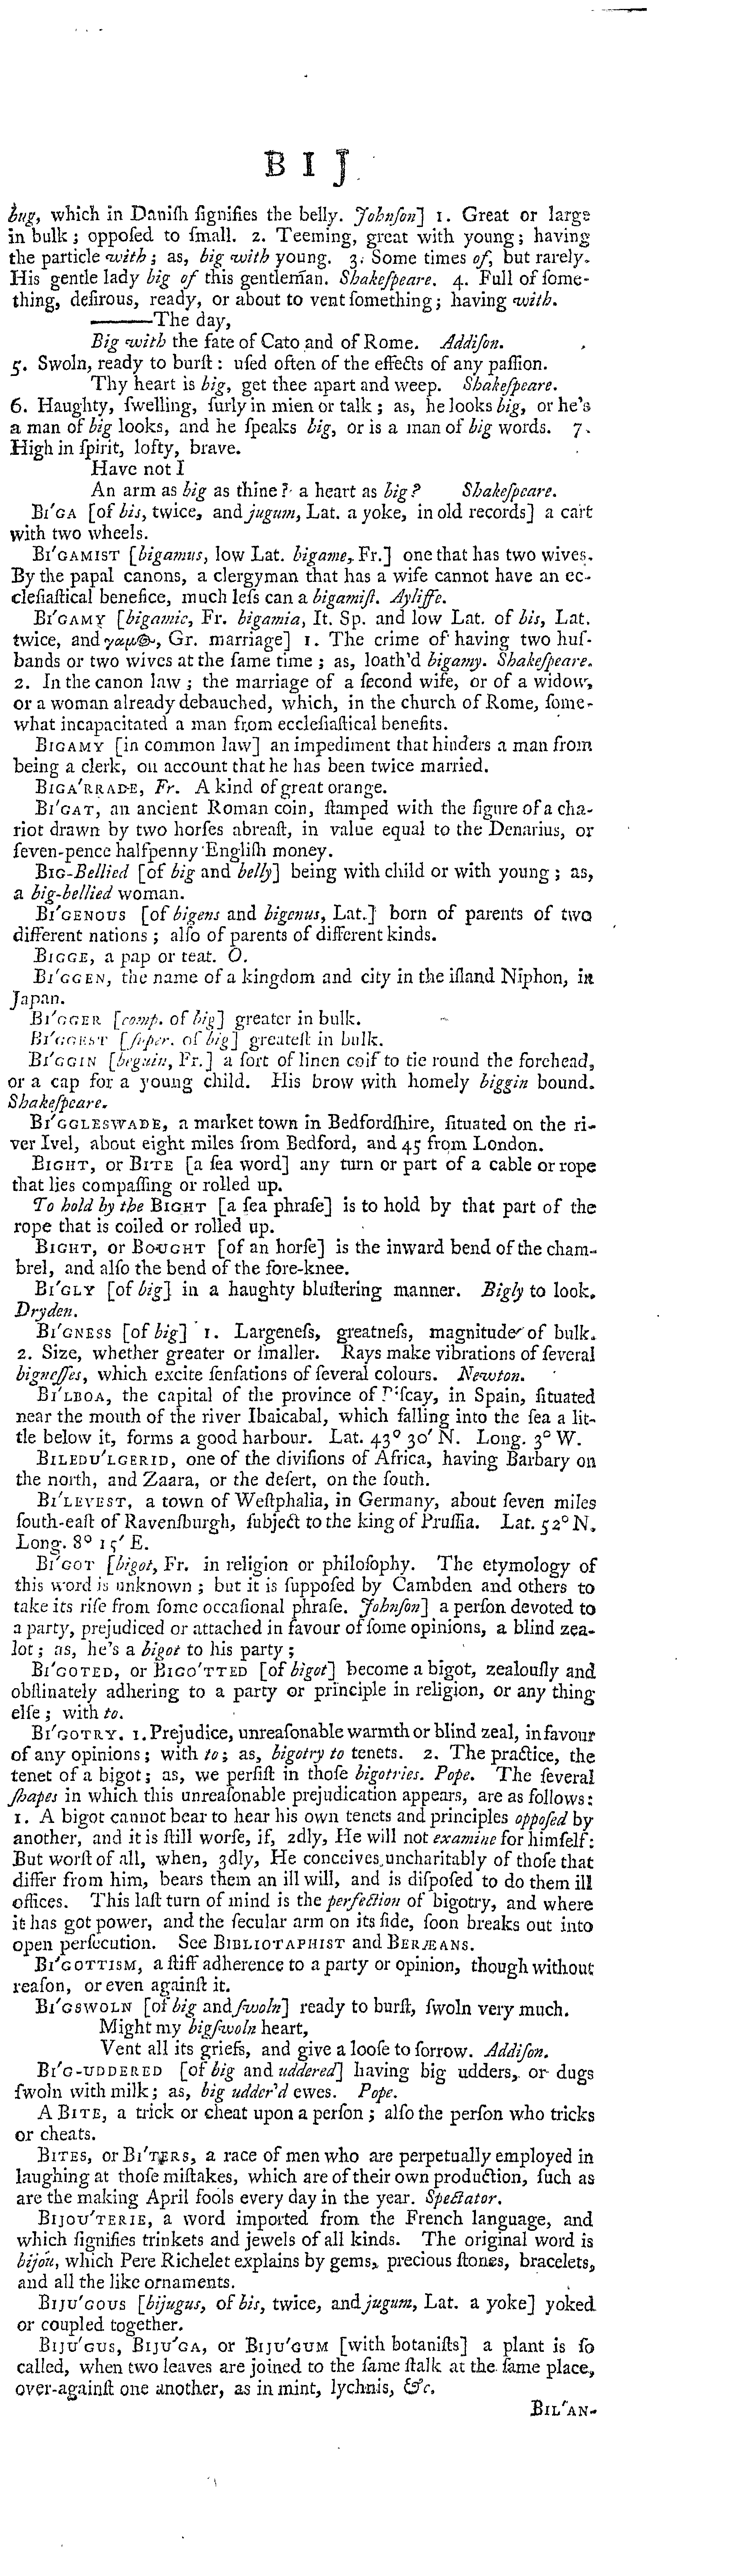 B I J
bug, which in Daniſh ſignifies the belly. Johnſon] 1. Great or large
in bulk; oppoſed to ſmall. 2. Teeming, great with young; having
the particle with; as, big with young. 3. Some times of, but rarely.
His gentle lady big of this gentleman. Shakeſpeare. 4. Full of ſome-
thing, deſirous, ready, or about to vent ſomething; having with.
——The day,
Big with the fate of Cato and of Rome. Addiſon.
5. Swoln, ready to burſt: uſed often of the effects of any paſſion.
Thy heart is big, get thee apart and weep. Shakeſpeare.
6. Haughty, ſwelling, ſurly in mien or talk; as, he looks big, or he's
a man of big looks, and he ſpeaks big, or is a man of big words. 7.
High in ſpirit, lofty, brave.
Have not I
An arm as big as thine? a heart as big? Shakeſpeare.
BI'GA [of bis, twice, and jugum, Lat. a yoke, in old records] a cart
with two wheels.
BI'GAMIST [bigamus, low Lat. bigame, Fr.] one that has two wives.
By the papal canons, a clergyman that has a wife cannot have an ec-
cleſiaſtical benefice, much leſs can a bigamiſt. Ayliffe.
BI'GAMY [bigamie, Fr. bigamia, It. Sp. and low Lat. of bis, Lat.
twice, and γαμος, Gr. marriage] 1. The crime of having two huſ-
bands or two wives at the ſame time; as, loath'd bigamy. Shakeſpeare.
2. In the canon law; the marriage of a ſecond wife, or of a widow,
or a woman already debauched, which, in the church of Rome, ſome-
what incapacitated a man from eccleſiaſtical benefits.
BIGAMY [in common law] an impediment that hinders a man from
being a clerk, on account that he has been twice married.
BIGA'RRADE, Fr. A kind of great orange.
BI'GAT, an ancient Roman coin, ſtamped with the figure of a cha-
riot drawn by two horſes abreaſt, in value equal to the Denarius, or
ſeven-pence halfpenny Engliſh money.
BIG-Bellied [of big and belly] being with child or with young; as,
a big-bellied woman.
BI'GENOUS [of bigens and bigenus, Lat.] born of parents of two
different nations; alſo of parents of different kinds.
BIGGE, a pap or teat. O.
BI'GGEN, the name of a kingdom and city in the iſland Niphon, in
Japan.
BI'GGER [comp. of big] greater in bulk.
BI'GGEST [ſuper. of big] greateſt in bulk.
BI'GGIN [beguin, Fr.] a ſort of linen coif to tie round the forehead,
or a cap for a young child. His brow with homely biggin bound.
Shakeſpeare.
BI'GGLESWADE, a market town in Bedfordſhire, ſituated on the ri-
ver Ivel, about eight miles from Bedford, and 45 from London.
BIGHT, or BITE [a ſea word] any turn or part of a cable or rope
that lies compaſſing or rolled up.
To hold by the BIGHT [a ſea phraſe] is to hold by that part of the
rope that is coiled or rolled up.
BIGHT, or BOUGHT [of an horſe] is the inward bend of the cham-
brel, and alſo the bend of the fore-knee.
BI'GLY [of big] in a haughty bluſtering manner. Bigly to look.
Dryden.
BI'GNESS [of big] 1. Largeneſs, greatneſs, magnitude of bulk.
2. Size, whether greater or ſmaller. Rays make vibrations of ſeveral
bigneſſes, which excite ſenſations of ſeveral colours. Newton.
BI'LBOA, the capital of the province of Biſcay, in Spain, ſituated
near the mouth of the river Ibaicabal, which falling into the ſea a lit-
tle below it, forms a good harbour. Lat. 43° 30' N. Long. 3° W.
BILEDU'LGERID, one of the diviſions of Africa, having Barbary on
the north, and Zaara, or the deſert, on the ſouth.
BI'LEVEST, a town of Weſtphalia, in Germany, about ſeven miles
ſouth-eaſt of Ravenſburgh, ſubject to the king of Pruſſia. Lat. 52° N.
Long. 8° 15' E.
BI'GOT [bigot, Fr. in religion or philoſophy. The etymology of
this word is unknown; but it is ſuppoſed by Cambden and others to
take its riſe from ſome occaſional phraſe. Johnſon] a perſon devoted to
a party, prejudiced or attached in favour of ſome opinions, a blind zea-
lot; as, he's a bigot to his party;
BI'GOTED, or BIGO'TTED [of bigot] become a bigot, zealouſly and
obſtinately adhering to a party or principle in religion, or any thing
elſe; with to.
BI'GOTRY. 1. Prejudice, unreaſonable warmth or blind zeal, in favour
of any opinions; with to; as, bigotry to tenets. 2. The practice, the
tenet of a bigot; as, we perſiſt in thoſe bigotries. Pope. The ſeveral
ſhapes in which this unreaſonable prejudication appears, are as follows:
1. A bigot cannot bear to hear his own tenets and principles oppoſed by
another, and it is ſtill worſe, if, 2dly, He will not examine for himſelf:
But worſt of all, when, 3dly, He conceives uncharitably of thoſe that
differ from him, bears them an ill will, and is diſpoſed to do them ill
offices. This laſt turn of mind is the perfection of bigotry, and where
it has got power, and the ſecular arm on its ſide, ſoon breaks out into
open perſecution. See BIBLIOTAPHIST and BERÆANS.
BI'GOTTISM, a ſtiff adherence to a party or opinion, though without
reaſon, or even againſt it.
BI'GSWOLN [of big and ſwoln] ready to burſt, ſwoln very much.
Might my bigſwoln heart,
Vent all its griefs, and give a looſe to ſorrow. Addiſon.
BI'G-UDDERED [of big and uddered] having big udders, or dugs
ſwoln with milk; as, big udder'd ewes. Pope.
A BITE, a trick or cheat upon a perſon; alſo the perſon who tricks
or cheats.
BITES, or BI'TERS, a race of men who are perpetually employed in
laughing at thoſe miſtakes, which are of their own production, ſuch as
are the making April fools every day in the year. Spectator.
BIJOU'TERIE, a word imported from the French language, and
which ſignifies trinkets and jewels of all kinds. The original word is
bijou, which Pere Richelet explains by gems, precious ſtones, bracelets,
and all the like ornaments.
BIJU'GOUS [bijugus, of bis, twice, and jugum, Lat. a yoke] yoked
or coupled together.
BIJU'GUS, BIJU'GA, or BIJU'GUM [with botaniſts] a plant is ſo
called, when two leaves are joined to the ſame ſtalk at the ſame place,
over-againſt one another, as in mint, lychnis, &c.
BIL'AN-